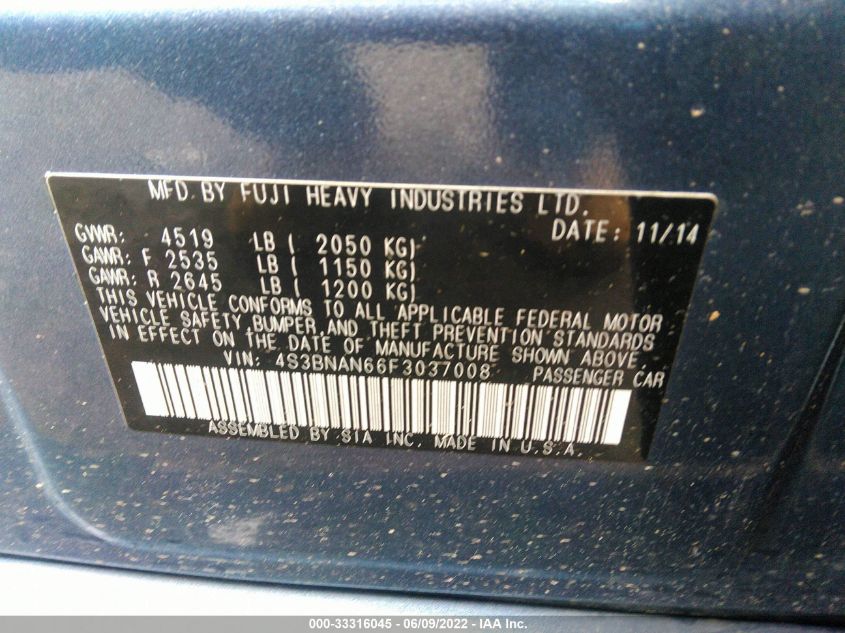 MFD. BY FUJI HEAVY INDUSTRIES LTD.
DATE: 11/14
GVWR: 4519 LB ( 2050 KG)
GAWR: F 2535 LB ( 1150 KG)
GAWR: R 2645 LB ( 1200 KG)
THIS VEHICLE CONFORMS TO ALL APPLICABLE FEDERAL MOTOR
VEHICLE SAFETY, BUMPER, AND THEFT PREVENTION STANDARDS
IN EFFECT ON THE DATE OF MANUFACTURE SHOWN ABOVE
VIN: 4S3BNAN66F3037008 PASSENGER CAR
ASSEMBLED BY SIA INC. MADE IN U.S.A.
000-33316045 - 06/09/2022 - IAA Inc.